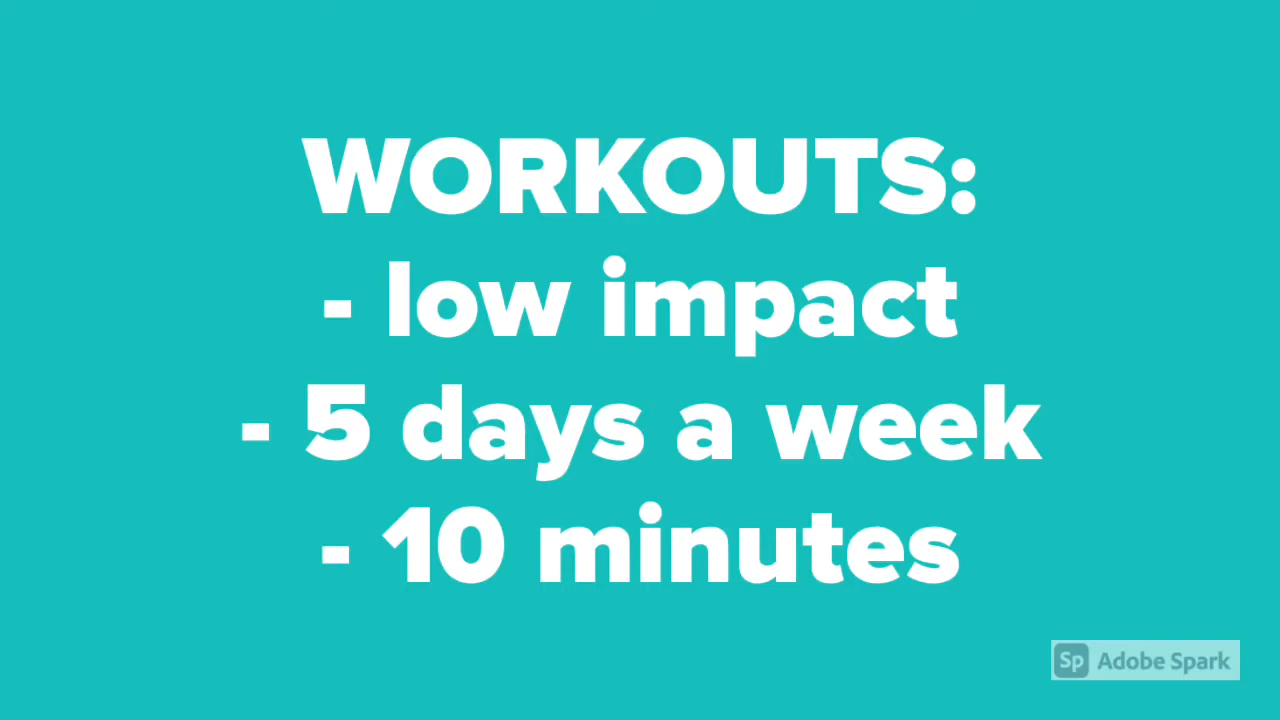 WORKOUTS:
- low impact
- 5 days a week
- 10 minutes
Sp Adobe Spark